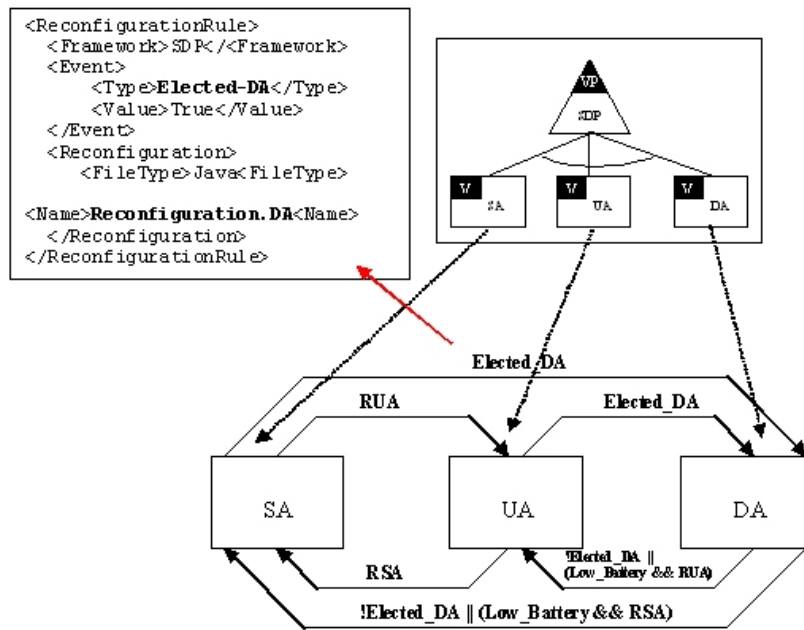 <ReconfigurationRule>
<Framework>SDP</<Framework>
<Event>
<Type>Elected-DA</Type>
<Value>True</Value>
</Event>
<Reconfiguration>
<FileType>Java<FileType>
<Name>Reconfiguration.DA<Name>
</Reconfiguration>
</ReconfigurationRule>
VP
SDP
V
SA
V
UA
V
DA
Elected_DA
RUA
Elected_DA
SA
UA
DA
RSA
!Elected_DA ||
(Low_Battery && RUA)
!Elected_DA || (Low_Battery && RSA)